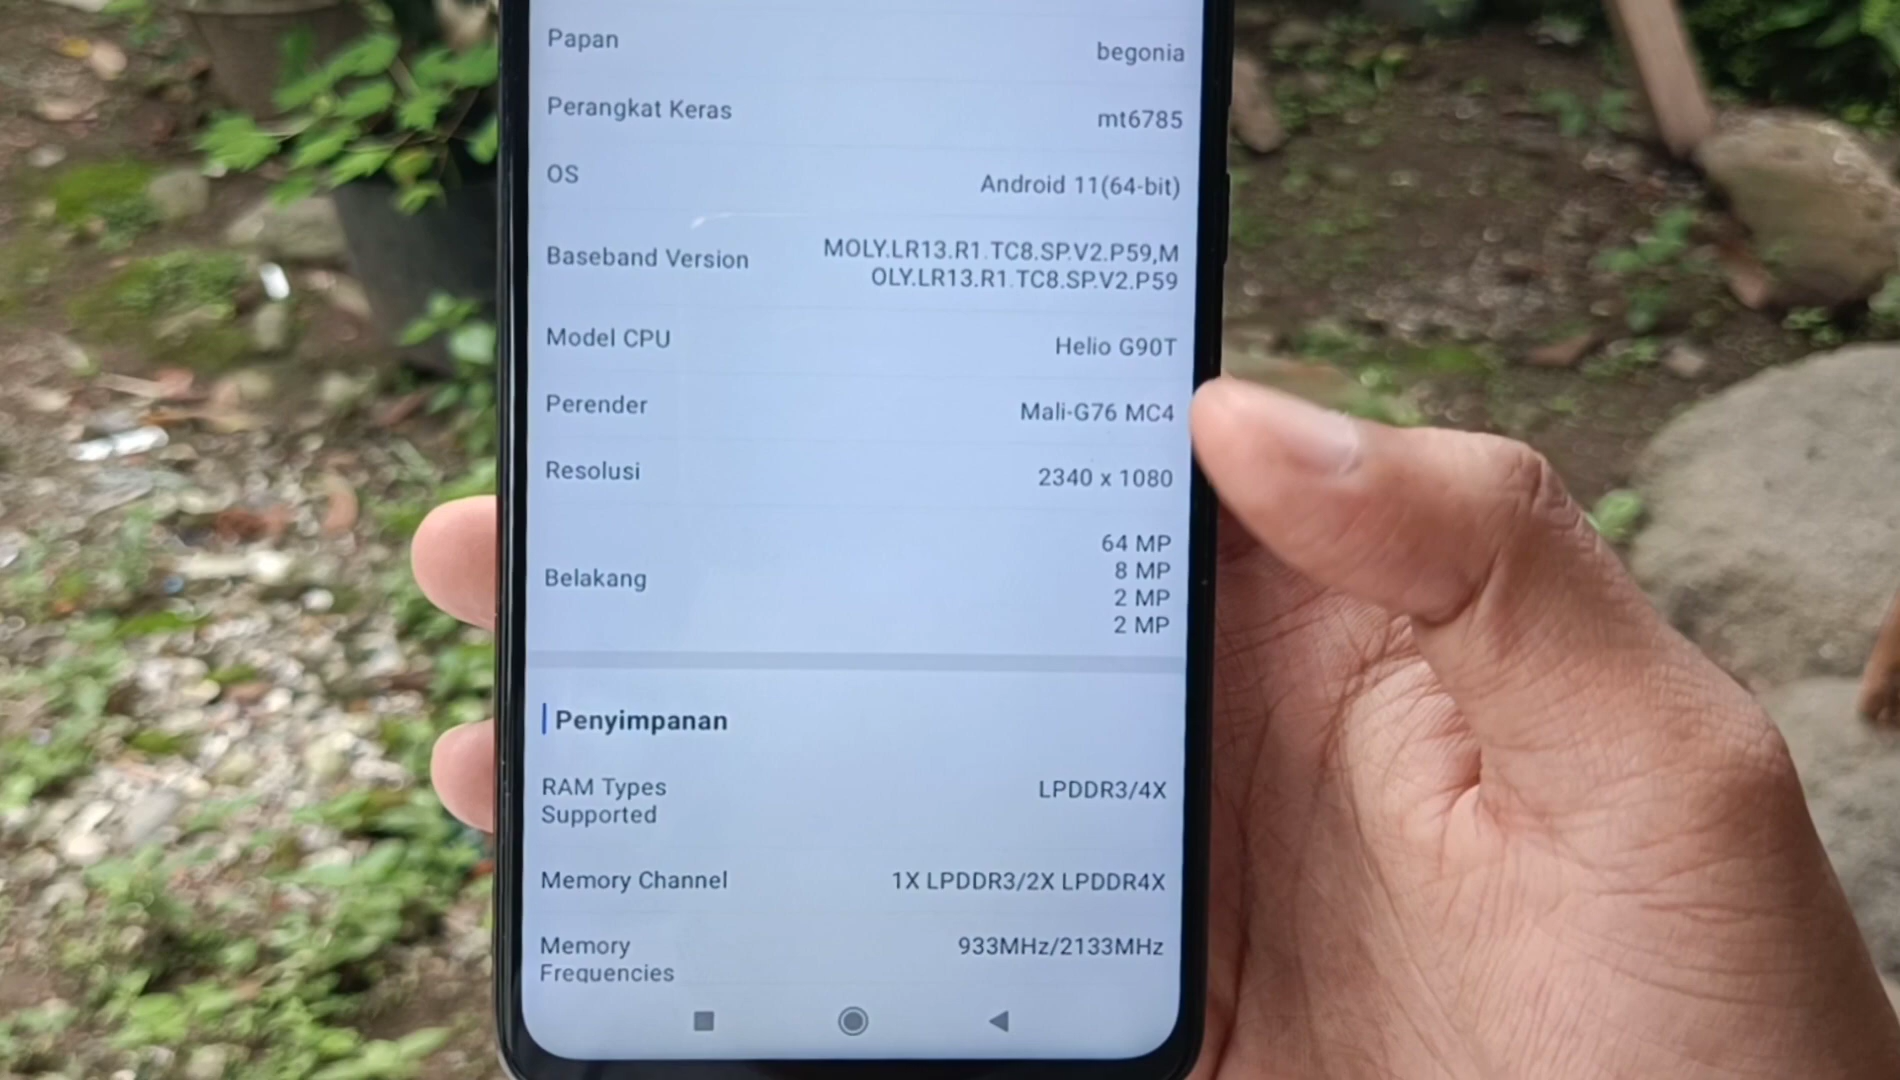 Papan
begonia
Perangkat Keras
mt6785
OS
Android 11(64-bit)
Baseband Version
MOLY.LR13.R1.TC8.SP.V2.P59,M
OLY.LR13.R1.TC8.SP.V2.P59
Model CPU
Helio G90T
Perender
Mali-G76 MC4
Resolusi
2340 x 1080
Belakang
64 MP
8 MP
2 MP
2 MP
Penyimpanan
RAM Types
Supported
LPDDR3/4X
Memory Channel
1X LPDDR3/2X LPDDR4X
Memory
Frequencies
933MHz/2133MHz